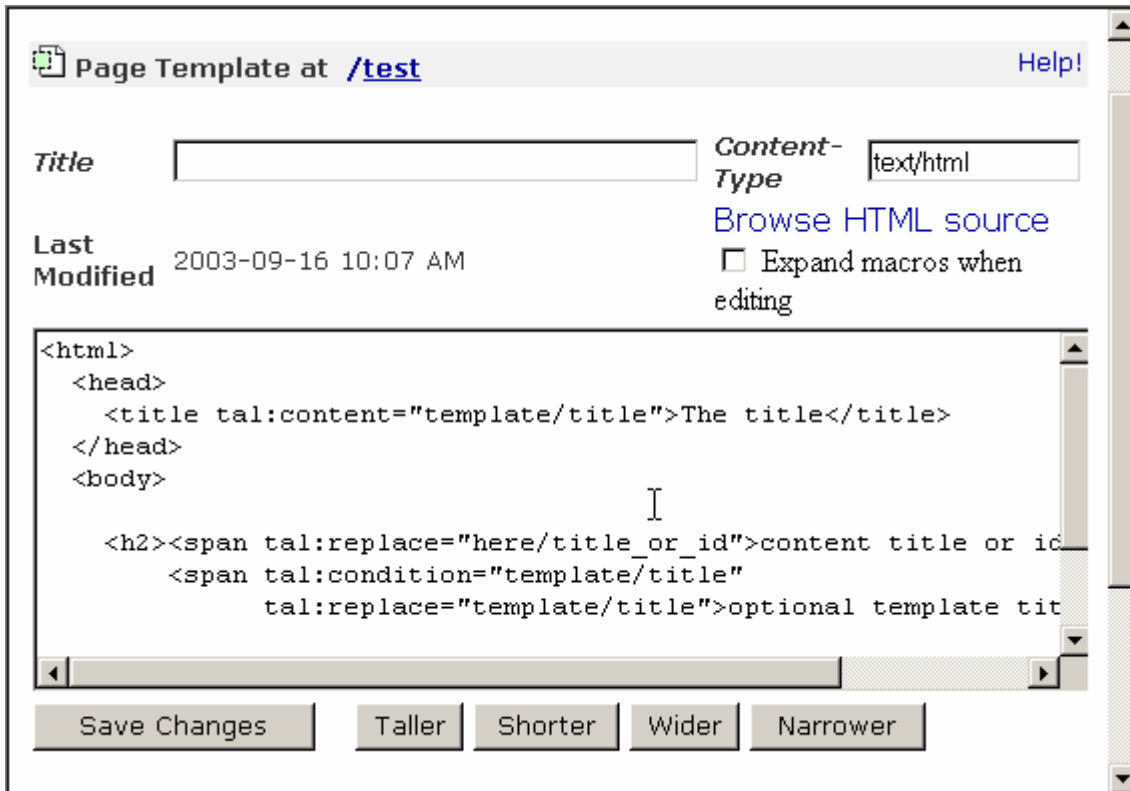 Page Template at /test Help!
Title Content-Type text/html
Browse HTML source
Last Modified 2003-09-16 10:07 AM
Expand macros when
editing
<html>
  <head>
    <title tal:content="template/title">The title</title>
  </head>
  <body>
    <h2><span tal:replace="here/title_or_id">content title or id
        <span tal:condition="template/title"
              tal:replace="template/title">optional template tit
Save Changes Taller Shorter Wider Narrower